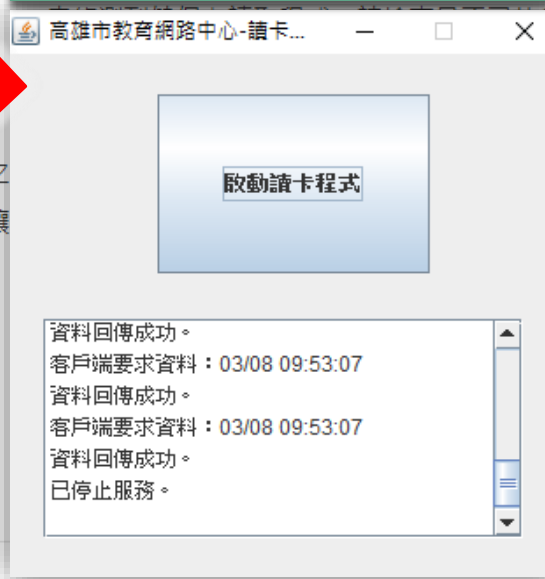 高雄市教育網路中心-讀卡...
啟動讀卡程式
資料回傳成功。
客戶端要求資料：03/08 09:53:07
資料回傳成功。
客戶端要求資料：03/08 09:53:07
資料回傳成功。
已停止服務。